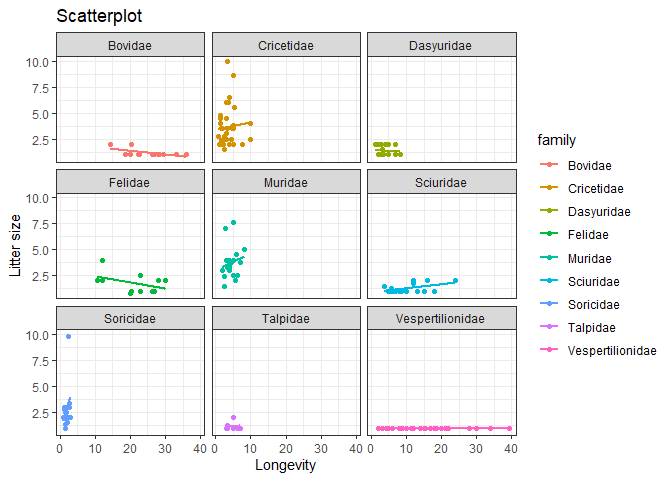 Scatterplot
Bovidae Cricetidae Dasyuridae
10.0
7.5
5.0
2.5
Felidae Muridae Sciuridae
10.0
7.5
5.0
2.5
Soricidae Talpidae Vespertilionidae
10.0
7.5
5.0
2.5
0 10 20 30 40 0 10 20 30 40 0 10 20 30 40
Longevity
Litter size
family
Bovidae
Cricetidae
Dasyuridae
Felidae
Muridae
Sciuridae
Soricidae
Talpidae
Vespertilionidae